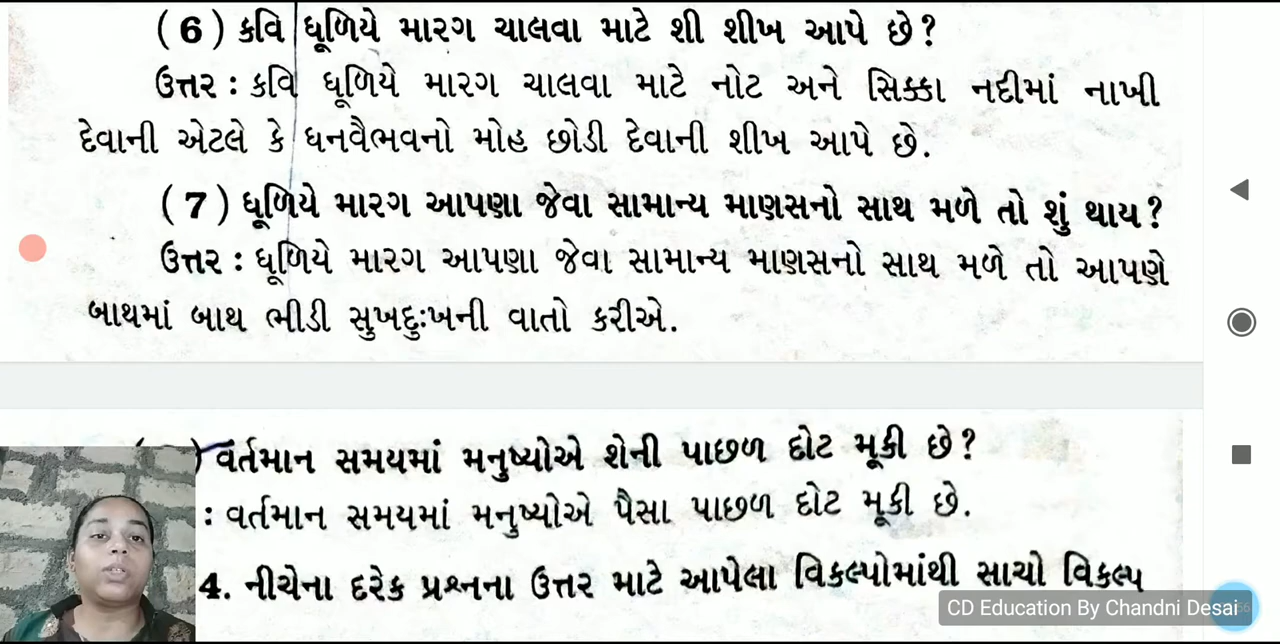 (6) કવિ ધૂળિયે મારગ ચાલવા માટે શી શીખ આપે છે?
ઉત્તર : કવિ ધૂળિયે મારગ ચાલવા માટે નોટ અને સિક્કા નદીમાં નાખી
દેવાની એટલે કે ધનવૈભવનો મોહ છોડી દેવાની શીખ આપે છે.
(7) ધૂળિયે મારગ આપણા જેવા સામાન્ય માણસનો સાથ મળે તો શું થાય?
ઉત્તર : ધૂળિયે મારગ આપણા જેવા સામાન્ય માણસનો સાથ મળે તો આપણે
બાથમાં બાથ ભીડી સુખદુઃખની વાતો કરીએ.
) વર્તમાન સમયમાં મનુષ્યોએ શેની પાછળ દોટ મૂકી છે?
: વર્તમાન સમયમાં મનુષ્યોએ પૈસા પાછળ દોટ મૂકી છે.
4. નીચેના દરેક પ્રશ્નના ઉત્તર માટે આપેલા વિકલ્પોમાંથી સાચો વિકલ્પ
CD Education By Chandni Desai